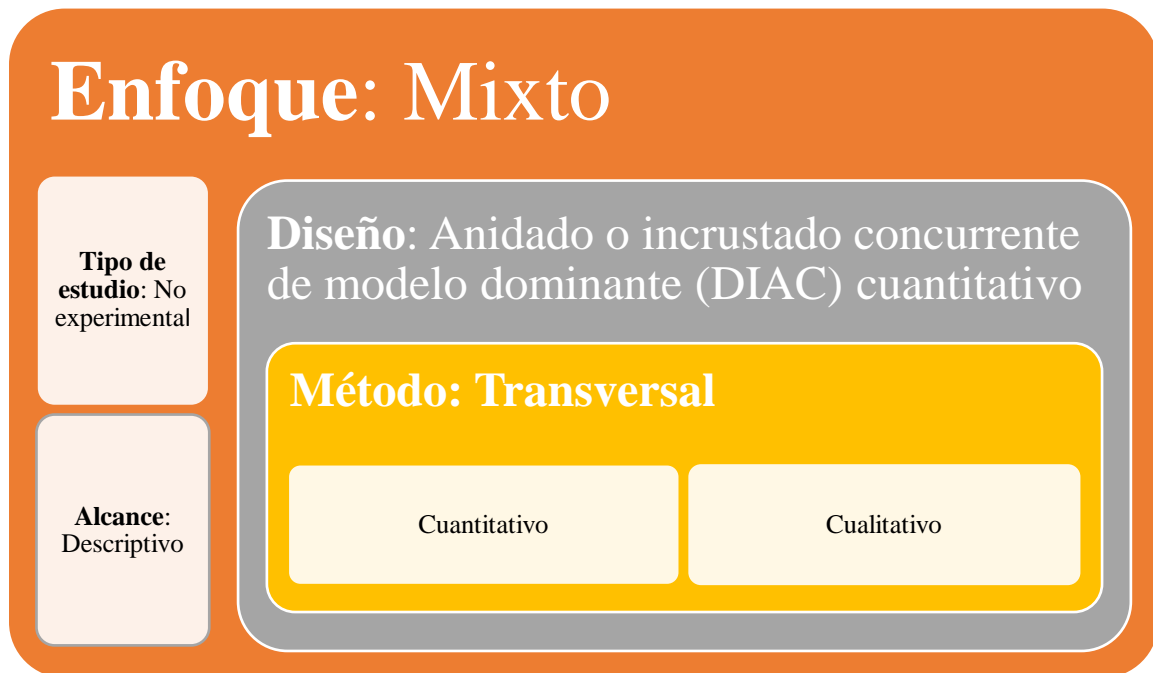 Enfoque: Mixto
Tipo de
estudio: No
experimental
Alcance:
Descriptivo
Diseño: Anidado o incrustado concurrente
de modelo dominante (DIAC) cuantitativo
Método: Transversal
Cuantitativo
Cualitativo